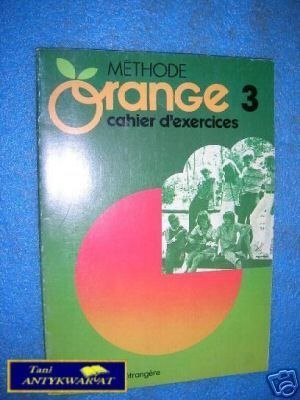 MÉTHODE
Orange 3
cahier d'exercices
étrangère
Tani
ANTYKWARIAT